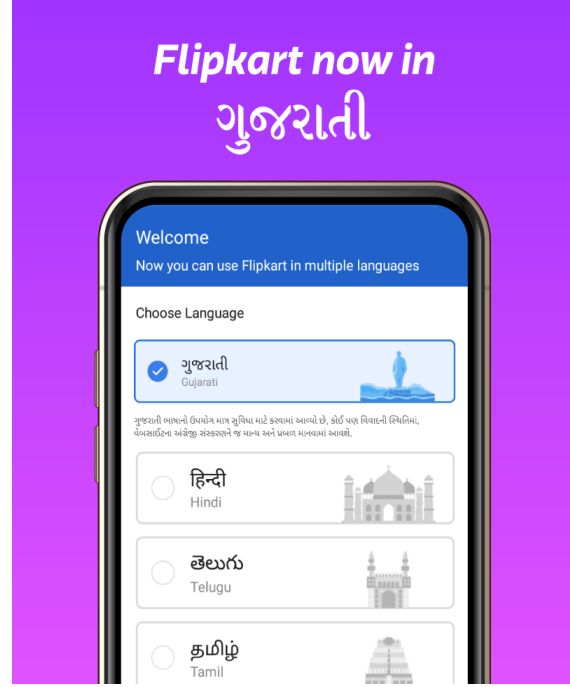 Flipkart now in
ગુજરાતી
Welcome
Now you can use Flipkart in multiple languages
Choose Language
ગુજરાતી
Gujarati
ગુજરાતી ભાષાનો ઉપયોગ માત્ર સુવિધા માટે કરવામાં આવ્યો છે, કોઈ પણ વિવાદની સ્થિતિમાં,
વેબસાઈટના અંગ્રેજી સંસ્કરણને જ માન્ય અને પ્રબળ માનવામાં આવશે.
हिन्दी
Hindi
తెలుగు
Telugu
தமிழ்
Tamil